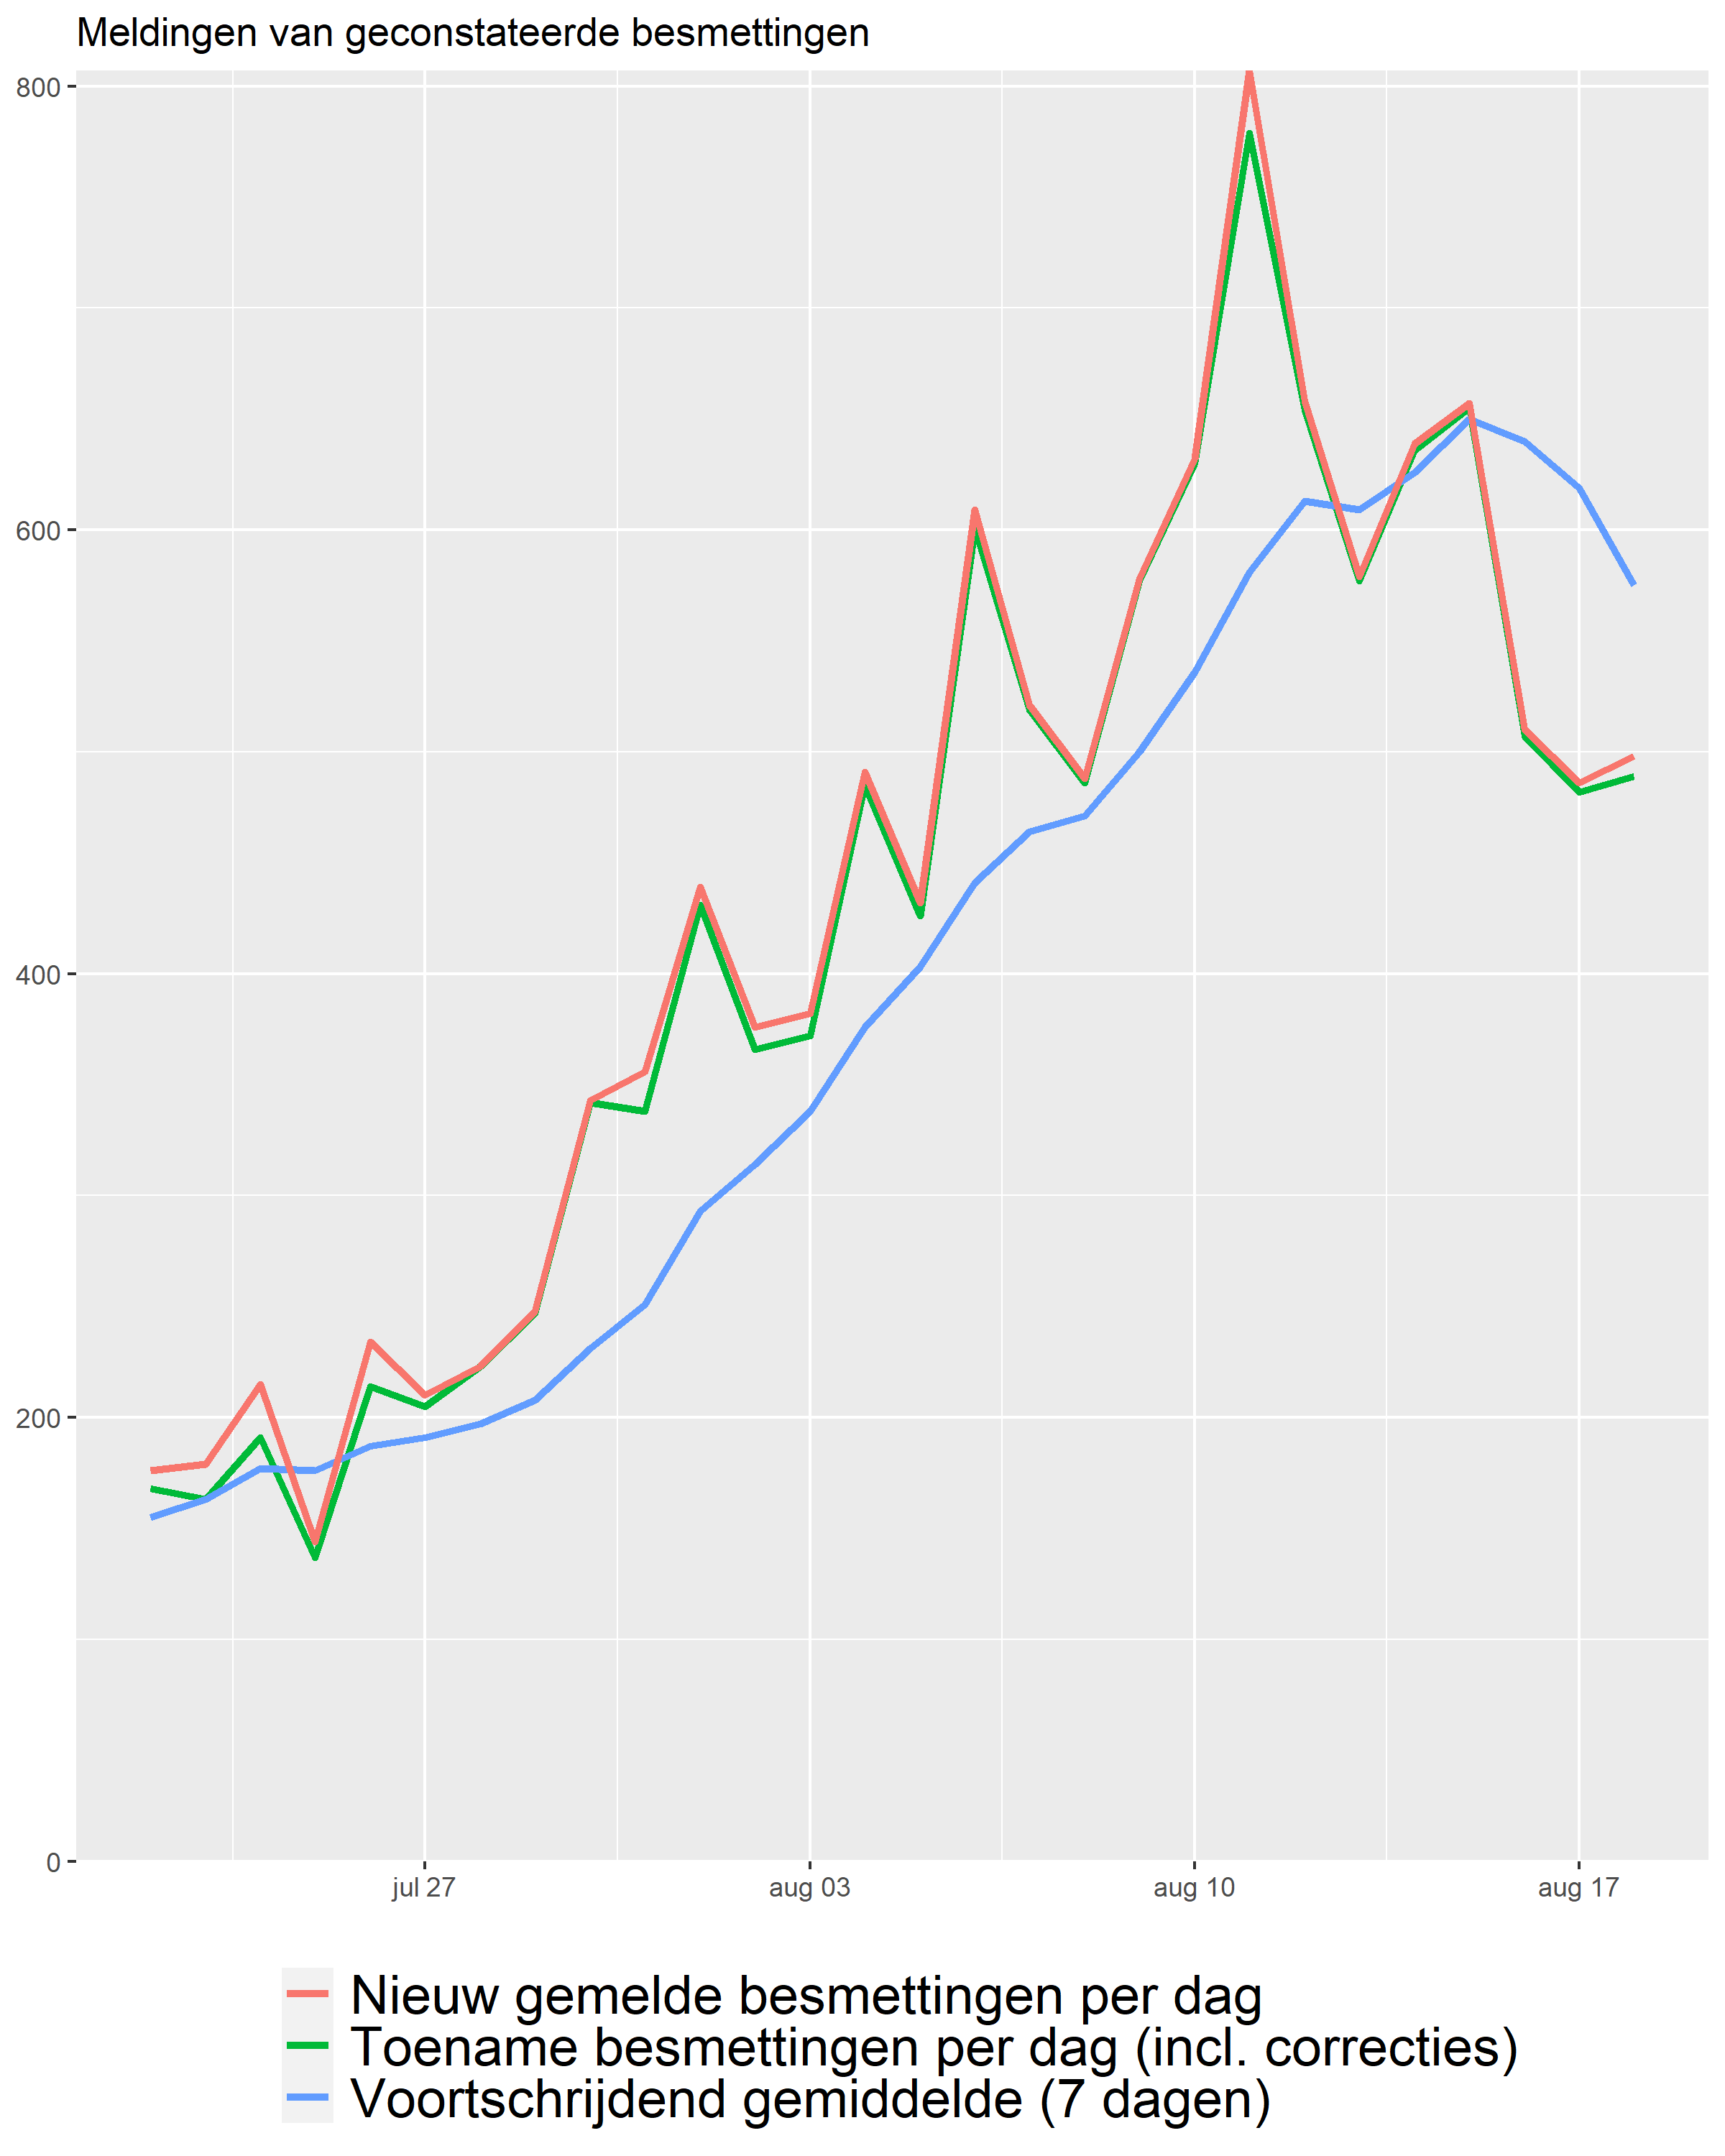 Meldingen van geconstateerde besmettingen
800
600
400
200
0
jul 27 aug 03 aug 10 aug 17
Nieuw gemelde besmettingen per dag
Toename besmettingen per dag (incl. correcties)
Voortschrijdend gemiddelde (7 dagen)